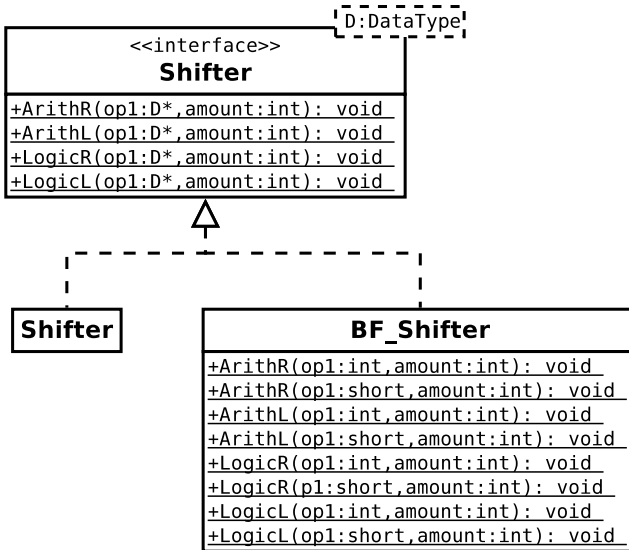 D:DataType
<<interface>>
Shifter
+ArithR(op1:D*,amount:int): void
+ArithL(op1:D*,amount:int): void
+LogicR(op1:D*,amount:int): void
+LogicL(op1:D*,amount:int): void
Shifter
BF_Shifter
+ArithR(op1:int,amount:int): void
+ArithR(op1:short,amount:int): void
+ArithL(op1:int,amount:int): void
+ArithL(op1:short,amount:int): void
+LogicR(op1:int,amount:int): void
+LogicR(p1:short,amount:int): void
+LogicL(op1:int,amount:int): void
+LogicL(op1:short,amount:int): void